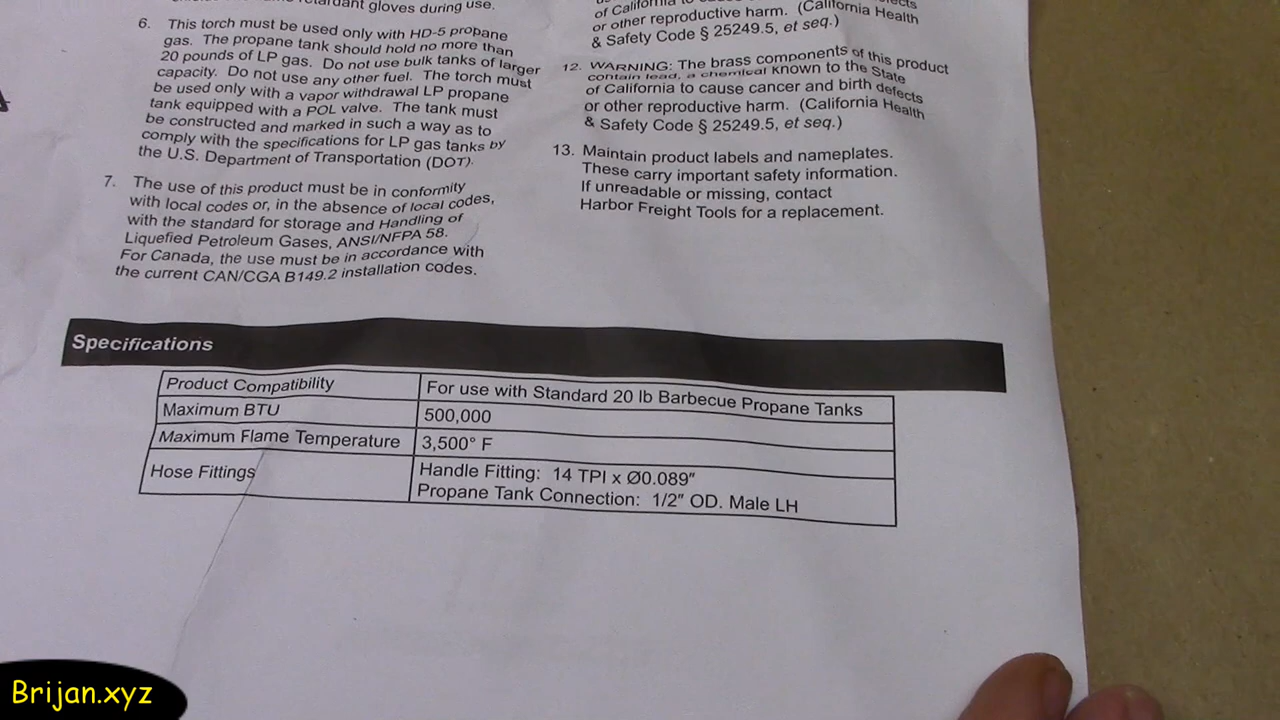 retardant gloves during use.
6. This torch must be used only with HD-5 propane
gas. The propane tank should hold no more than
20 pounds of LP gas. Do not use bulk tanks of larger
capacity. Do not use any other fuel. The torch must
be used only with a vapor withdrawal LP propane
tank equipped with a POL valve. The tank must
be constructed and marked in such a way as to
comply with the specifications for LP gas tanks by
the U.S. Department of Transportation (DOT).
7. The use of this product must be in conformity
with local codes or, in the absence of local codes,
with the standard for storage and Handling of
Liquefied Petroleum Gases, ANSI/NFPA 58.
For Canada, the use must be in accordance with
the current CAN/CGA B149.2 installation codes.
of California to cause
or other reproductive harm. (California Health
& Safety Code § 25249.5, et seq.)
12. WARNING: The brass components of this product
contain lead, a chemical known to the State
of California to cause cancer and birth defects
or other reproductive harm. (California Health
& Safety Code § 25249.5, et seq.)
13. Maintain product labels and nameplates.
These carry important safety information.
If unreadable or missing, contact
Harbor Freight Tools for a replacement.
Specifications
Product Compatibility For use with Standard 20 lb Barbecue Propane Tanks
Maximum BTU 500,000
Maximum Flame Temperature 3,500° F
Hose Fittings Handle Fitting: 14 TPI x Ø0.089″
Propane Tank Connection: 1/2″ OD. Male LH
Brijan.xyz